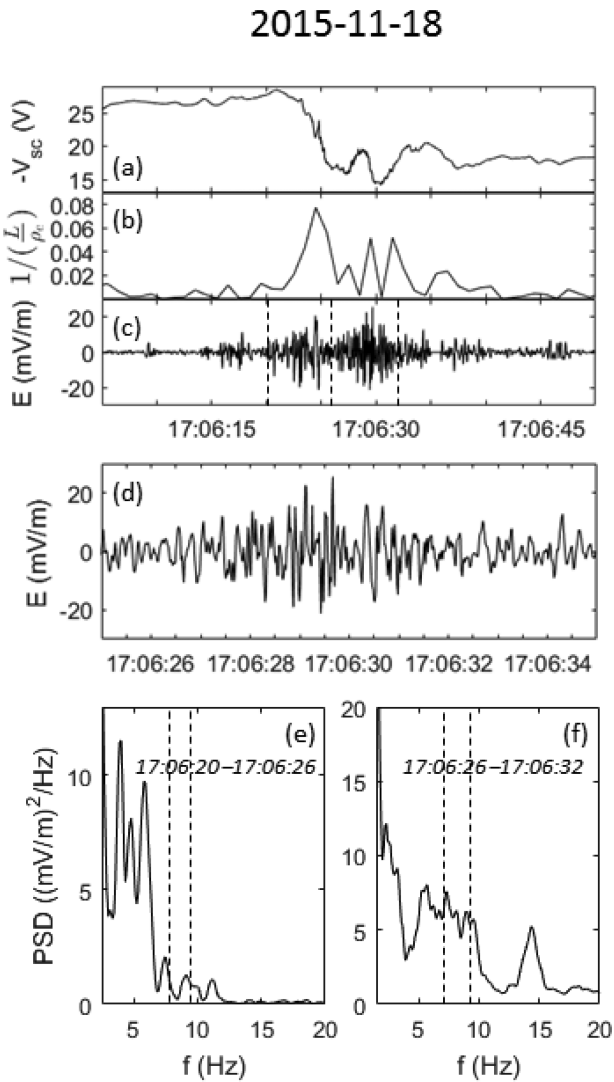 2015-11-18
-Vsc (V)
25
20
15
(a)
1/(L/ρe)
0.08
0.06
0.04
0.02
(b)
E (mV/m)
20
0
-20
(c)
17:06:15 17:06:30 17:06:45
E (mV/m)
20
0
-20
(d)
17:06:26 17:06:28 17:06:30 17:06:32 17:06:34
PSD ((mV/m)²/Hz)
10
5
0
(e)
17:06:20−17:06:26
5 10 15 20
f (Hz)
20
15
10
5
0
(f)
17:06:26−17:06:32
5 10 15 20
f (Hz)